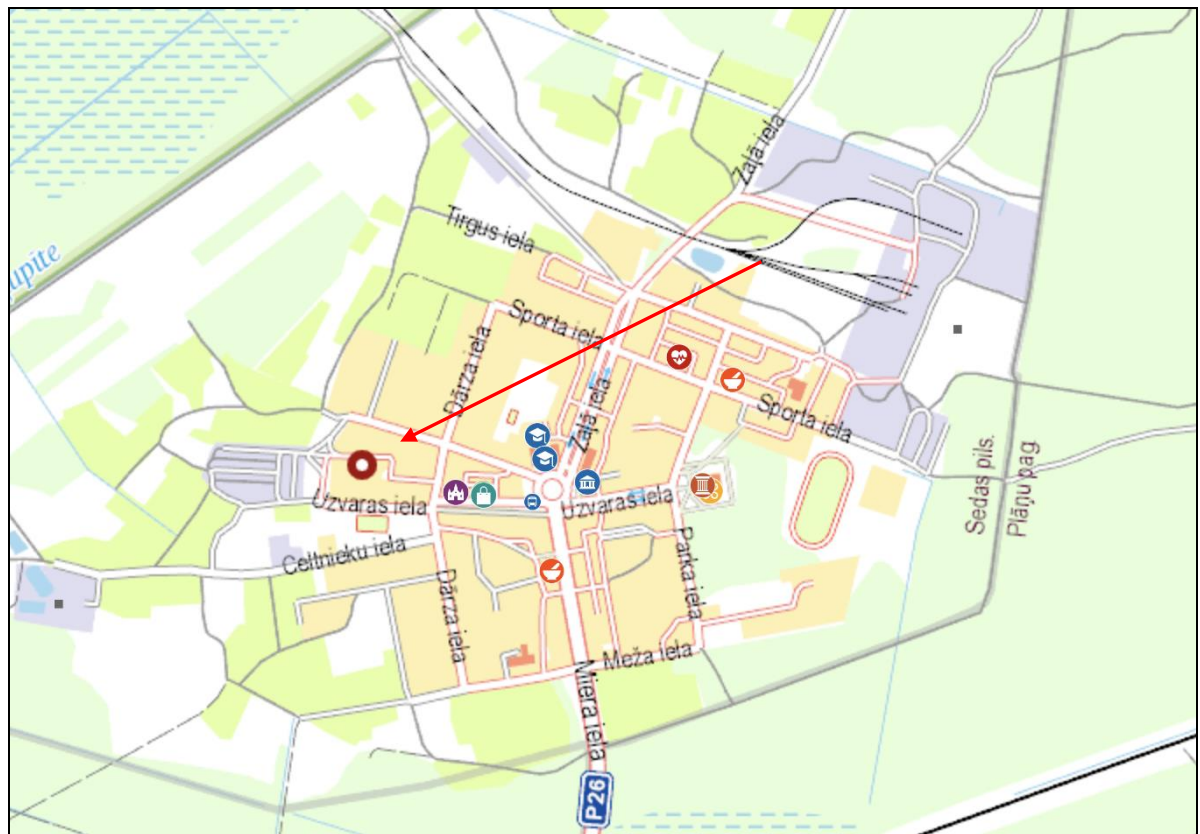 Zaļā iela
Tirgus iela
upite
Sporta iela
Dārza iela
Zaļā iela
Sporta iela
Uzvaras iela
Uzvaras iela
Sedas pils.
Plāņu pag
Celtnieku iela
Parka iela
Dārza iela
Meža iela
Miera iela
P26